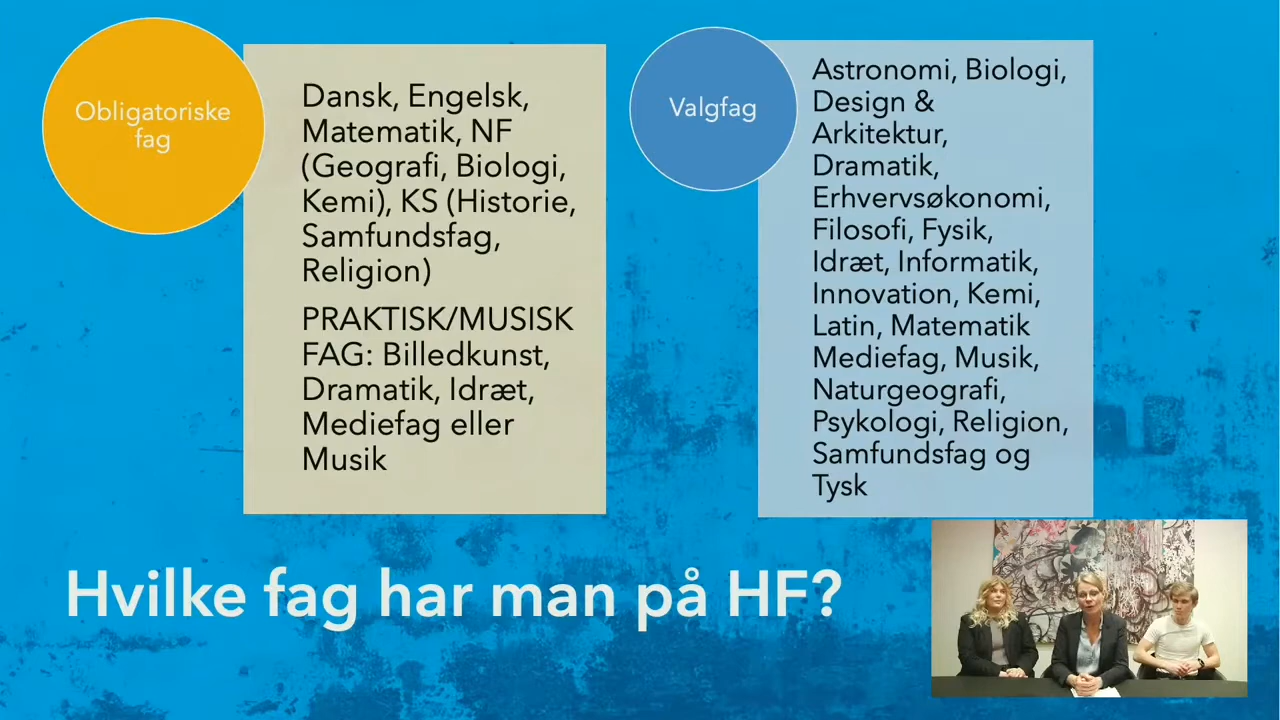 Obligatoriske
fag
Dansk, Engelsk,
Matematik, NF
(Geografi, Biologi,
Kemi), KS (Historie,
Samfundsfag,
Religion)
PRAKTISK/MUSISK
FAG: Billedkunst,
Dramatik, Idræt,
Mediefag eller
Musik
Valgfag
Astronomi, Biologi,
Design &
Arkitektur,
Dramatik,
Erhvervsøkonomi,
Filosofi, Fysik,
Idræt, Informatik,
Innovation, Kemi,
Latin, Matematik
Mediefag, Musik,
Naturgeografi,
Psykologi, Religion,
Samfundsfag og
Tysk
Hvilke fag har man på HF?